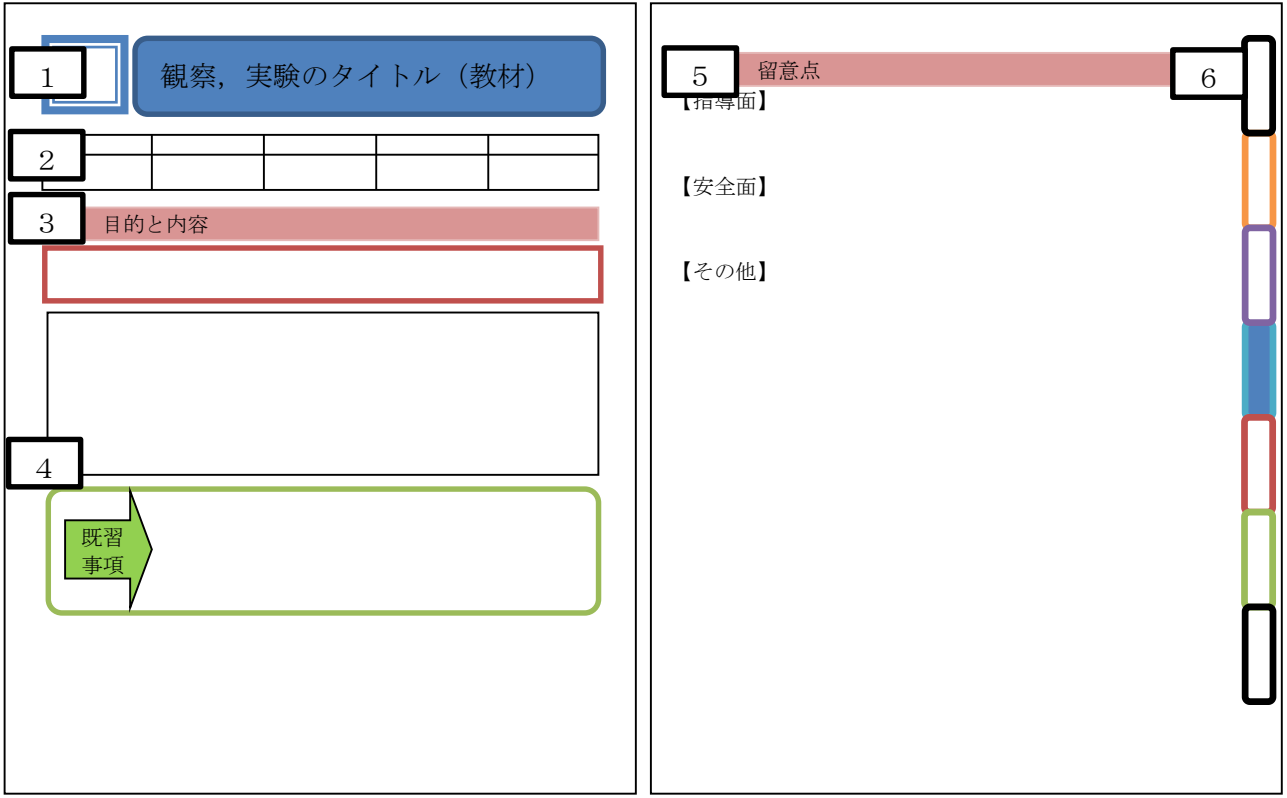 1
観察，実験のタイトル（教材）
2
3
目的と内容
4
既習
事項
5
留意点
6
【指導面】
【安全面】
【その他】